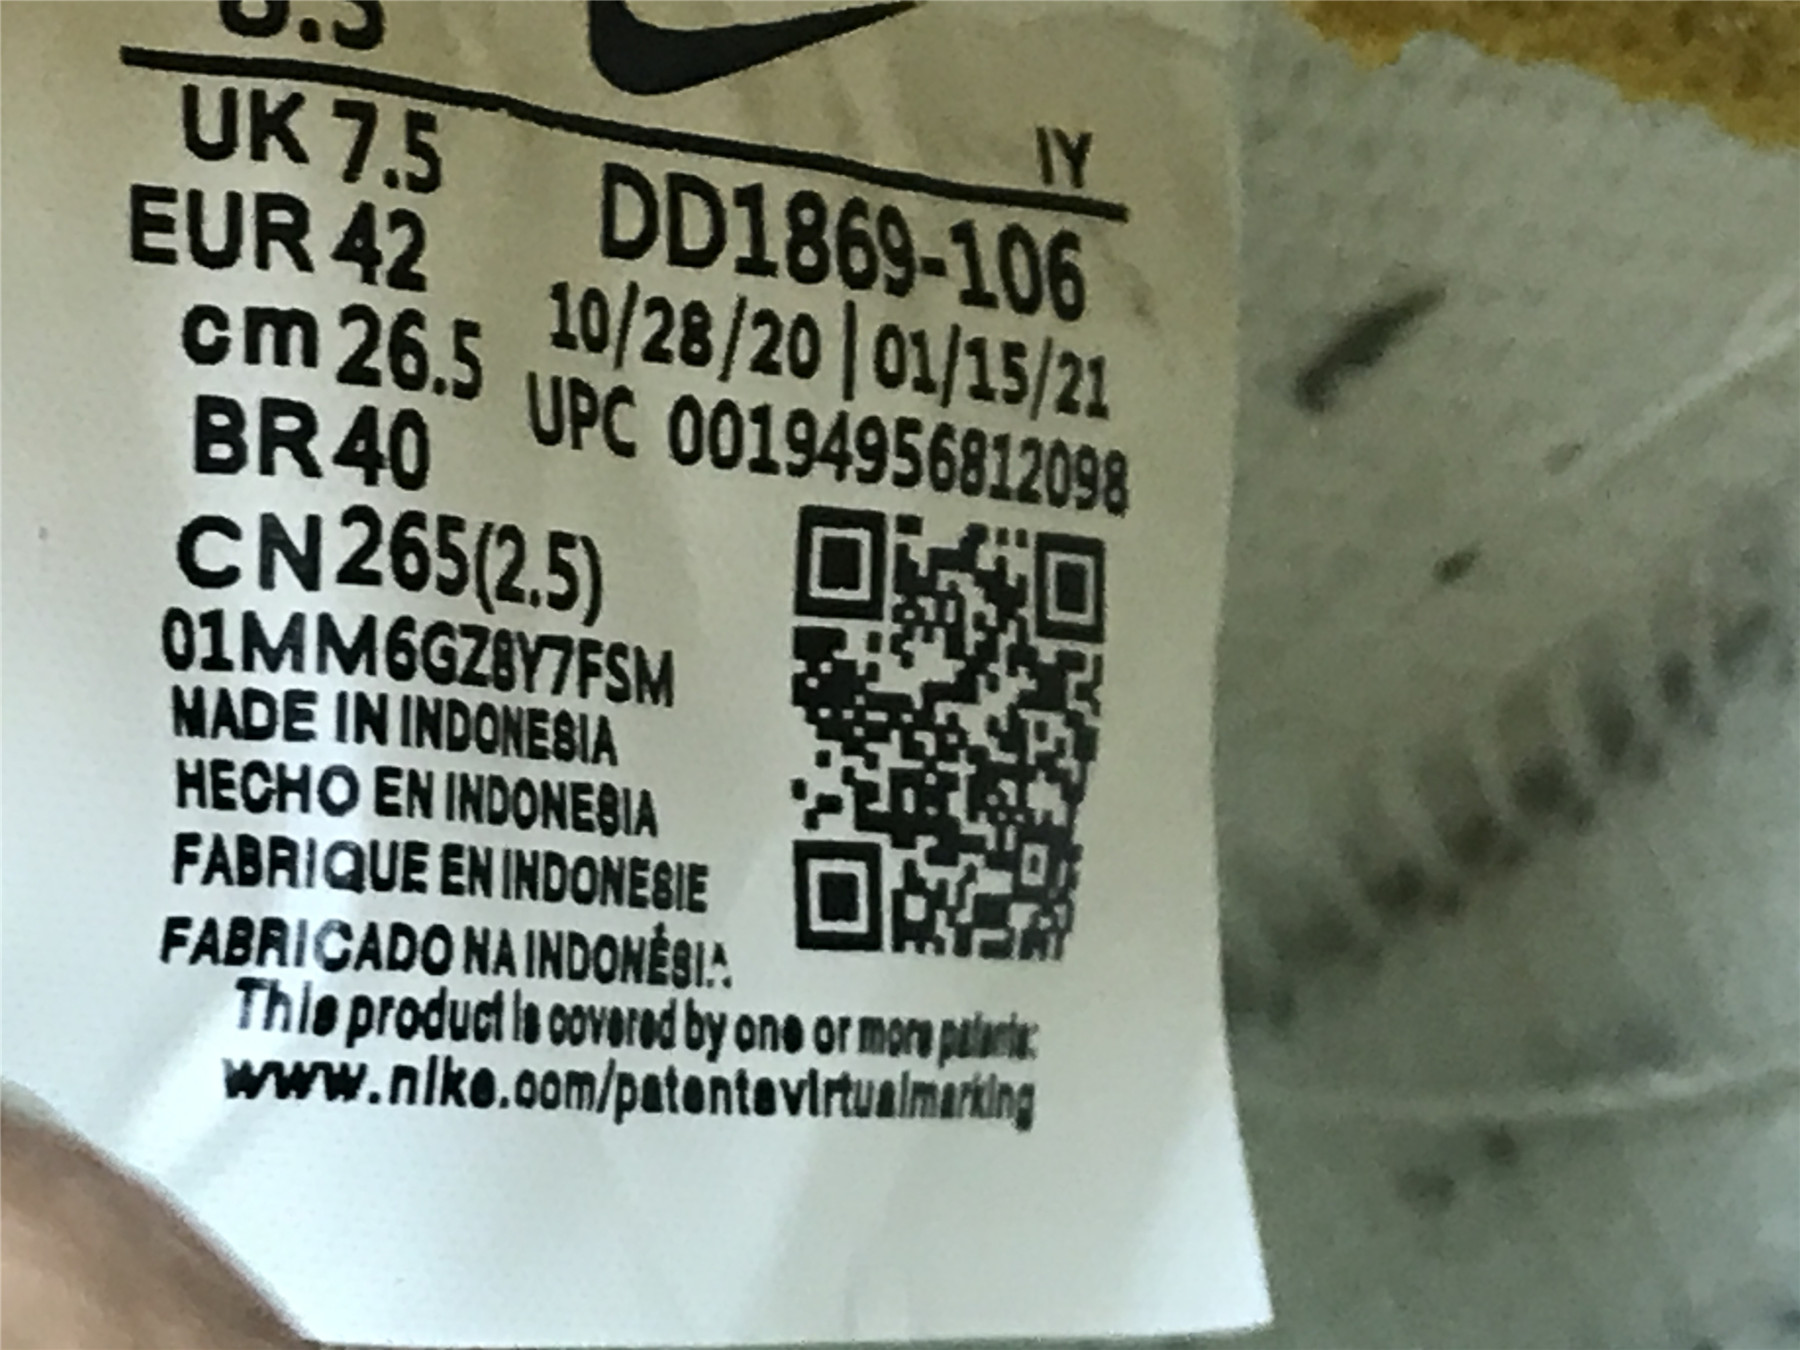 8.5
UK 7.5
IY
EUR 42
DD1869-106
cm 26.5
10/28/20 | 01/15/21
BR 40
UPC 00194956812098
CN 265(2.5)
01MM6GZ8Y7FSM
MADE IN INDONESIA
HECHO EN INDONESIA
FABRIQUE EN INDONESIE
FABRICADO NA INDONÉSIA
This product is covered by one or more patents:
www.nike.com/patentsvirtualmarking